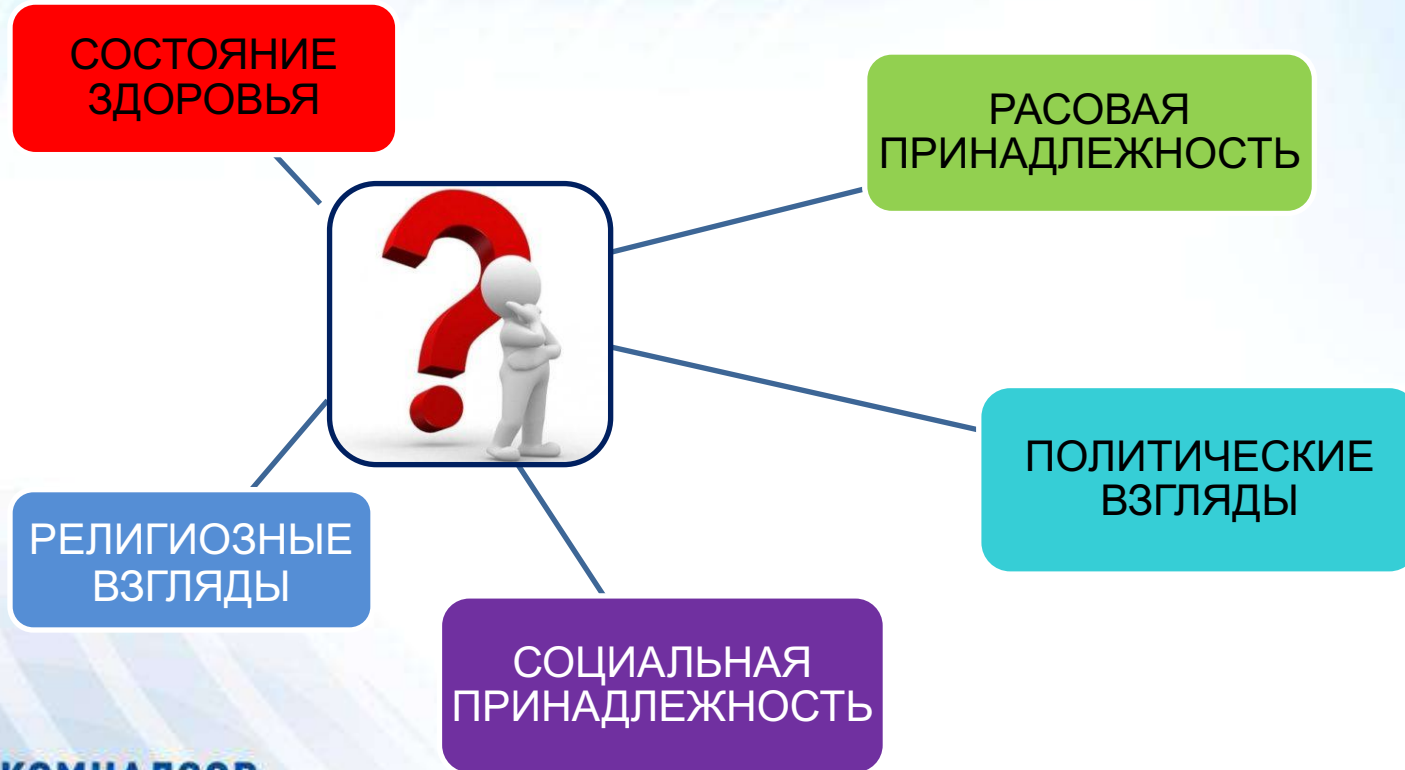 СОСТОЯНИЕ
ЗДОРОВЬЯ
РАСОВАЯ
ПРИНАДЛЕЖНОСТЬ
ПОЛИТИЧЕСКИЕ
ВЗГЛЯДЫ
РЕЛИГИОЗНЫЕ
ВЗГЛЯДЫ
СОЦИАЛЬНАЯ
ПРИНАДЛЕЖНОСТЬ